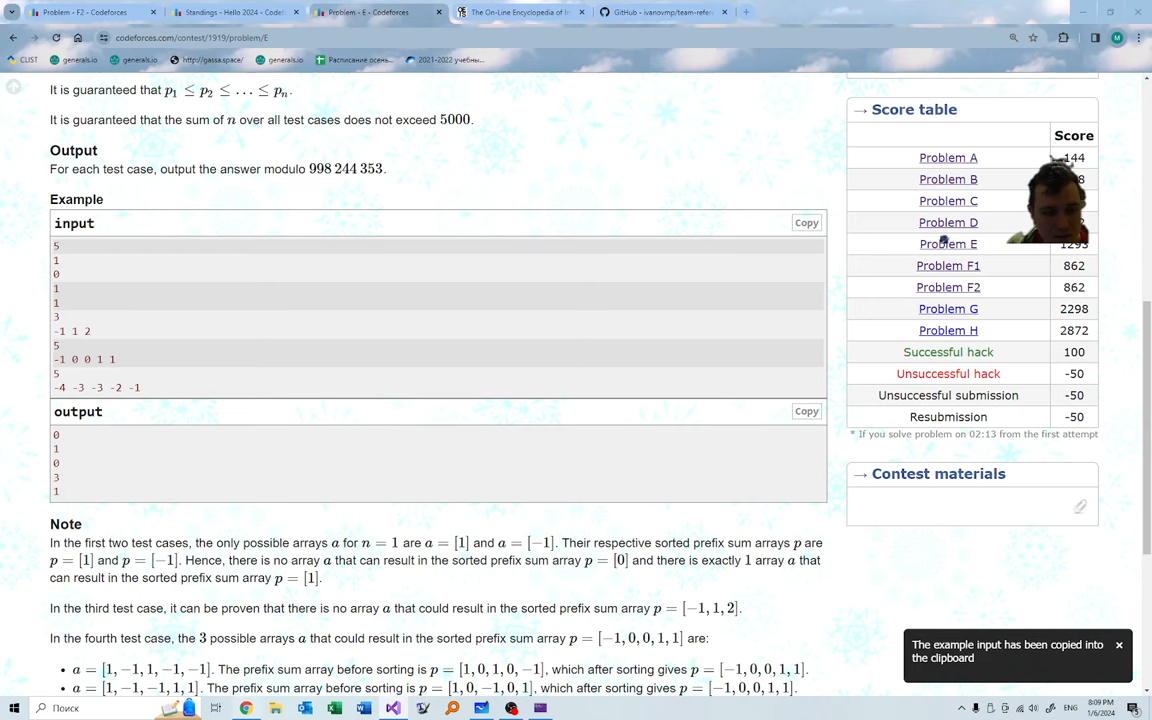 Problem - F2 - Codeforces
Standings - Hello 2024 - Codef
Problem - E - Codeforces
The On-Line Encyclopedia of In
GitHub - ivanovmp/team-refer
codeforces.com/contest/1919/problem/E
CLIST
generals.io
generals.io
http://gassa.space/
generals.io
Расписание осень...
2021-2022 учебны...
It is guaranteed that p1 ≤ p2 ≤ … ≤ pn.
It is guaranteed that the sum of n over all test cases does not exceed 5000.
Output
For each test case, output the answer modulo 998 244 353.
Example
input
Copy
5
1
0
1
1
3
-1 1 2
5
-1 0 0 1 1
5
-4 -3 -3 -2 -1
output
Copy
0
1
0
3
1
Note
In the first two test cases, the only possible arrays a for n = 1 are a = [1] and a = [−1]. Their respective sorted prefix sum arrays p are
p = [1] and p = [−1]. Hence, there is no array a that can result in the sorted prefix sum array p = [0] and there is exactly 1 array a that
can result in the sorted prefix sum array p = [1].
In the third test case, it can be proven that there is no array a that could result in the sorted prefix sum array p = [−1, 1, 2].
In the fourth test case, the 3 possible arrays a that could result in the sorted prefix sum array p = [−1, 0, 0, 1, 1] are:
• a = [1, −1, 1, −1, −1]. The prefix sum array before sorting is p = [1, 0, 1, 0, −1], which after sorting gives p = [−1, 0, 0, 1, 1].
• a = [1, −1, −1, 1, 1]. The prefix sum array before sorting is p = [1, 0, −1, 0, 1], which after sorting gives p = [−1, 0, 0, 1, 1].
→ Score table
Score
Problem A 144
Problem B
Problem C
Problem D
Problem E 1293
Problem F1 862
Problem F2 862
Problem G 2298
Problem H 2872
Successful hack 100
Unsuccessful hack -50
Unsuccessful submission -50
Resubmission -50
* If you solve problem on 02:13 from the first attempt
→ Contest materials
The example input has been copied into
the clipboard
Поиск
ENG
8:09 PM
1/6/2024